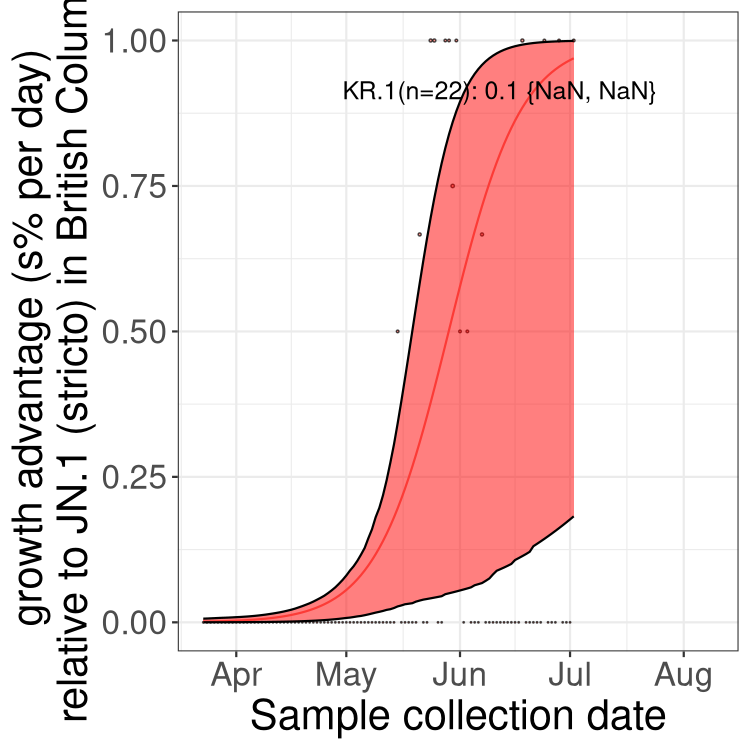 growth advantage (s% per day)
relative to JN.1 (stricto) in British Colum
1.00
0.75
0.50
0.25
0.00
KR.1(n=22): 0.1 {NaN, NaN}
Apr May Jun Jul Aug
Sample collection date